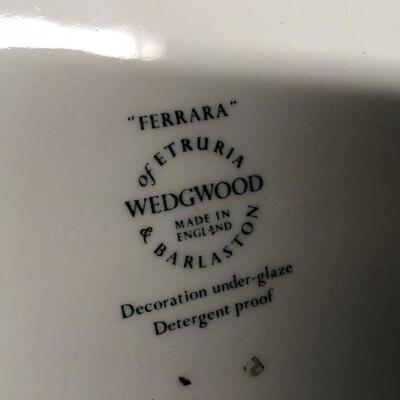 "FERRARA"
of ETRURIA
WEDGWOOD
MADE IN
ENGLAND
& BARLASTON
Decoration under-glaze
Detergent proof